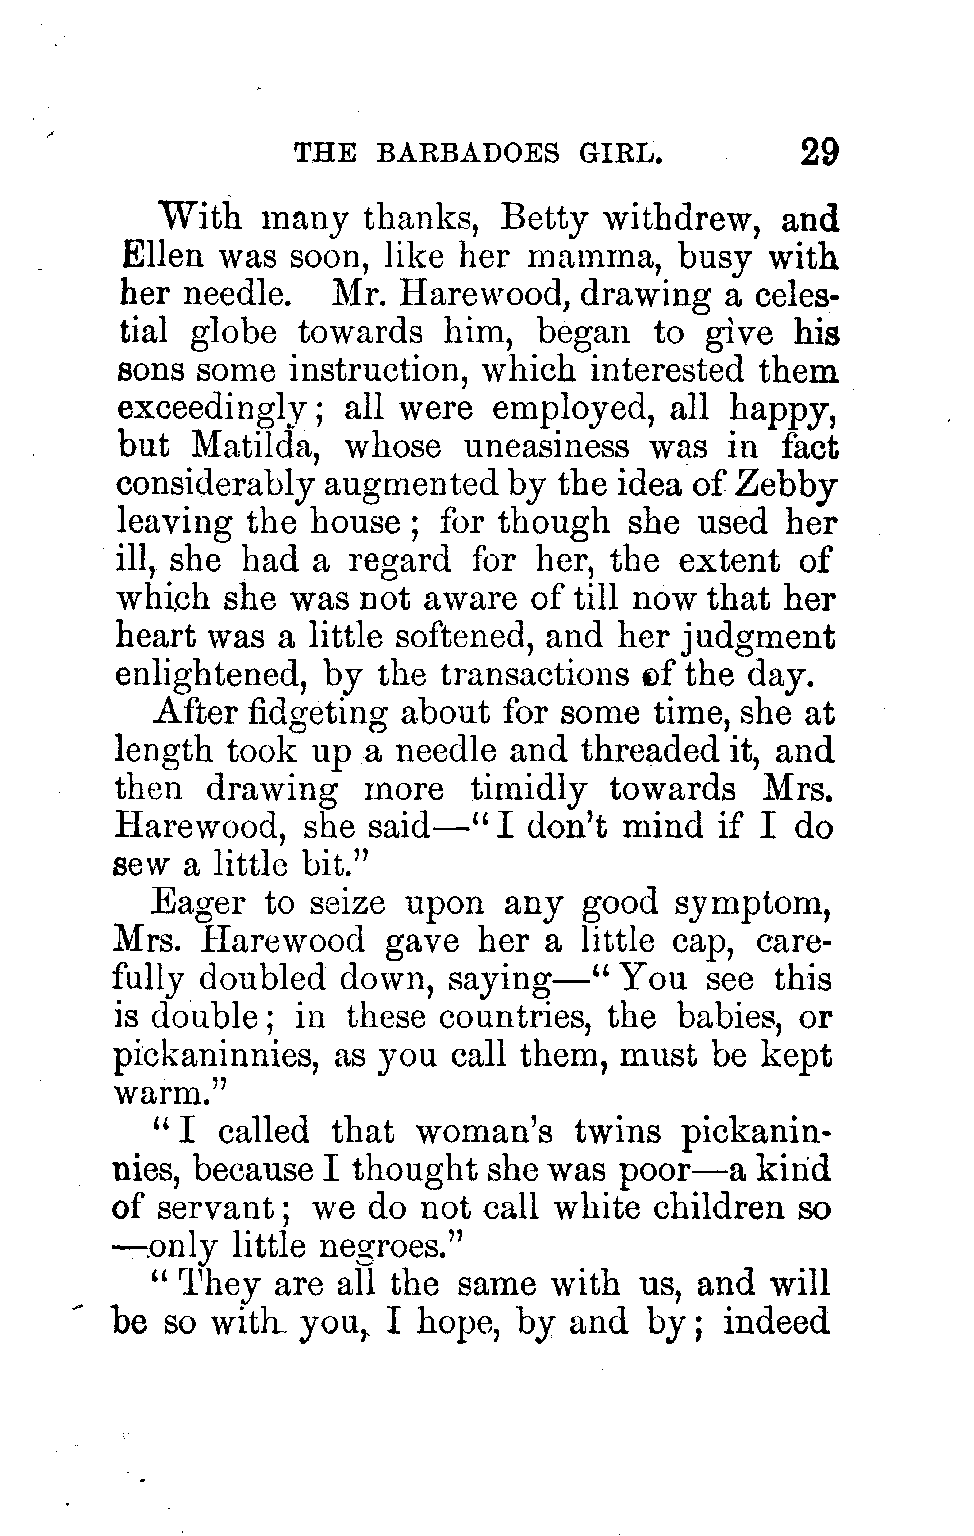 THE BARBADOES GIRL. 29
With many thanks, Betty withdrew, and
Ellen was soon, like her mamma, busy with
her needle. Mr. Harewood, drawing a celes-
tial globe towards him, began to give his
sons some instruction, which interested them
exceedingly; all were employed, all happy,
but Matilda, whose uneasiness was in fact
considerably augmented by the idea of Zebby
leaving the house; for though she used her
ill, she had a regard for her, the extent of
which she was not aware of till now that her
heart was a little softened, and her judgment
enlightened, by the transactions of the day.
After fidgeting about for some time, she at
length took up a needle and threaded it, and
then drawing more timidly towards Mrs.
Harewood, she said—"I don't mind if I do
sew a little bit."
Eager to seize upon any good symptom,
Mrs. Harewood gave her a little cap, care-
fully doubled down, saying—"You see this
is double; in these countries, the babies, or
pickaninnies, as you call them, must be kept
warm."
"I called that woman's twins pickanin-
nies, because I thought she was poor—a kind
of servant; we do not call white children so
—only little negroes."
"They are all the same with us, and will
be so with you, I hope, by and by; indeed